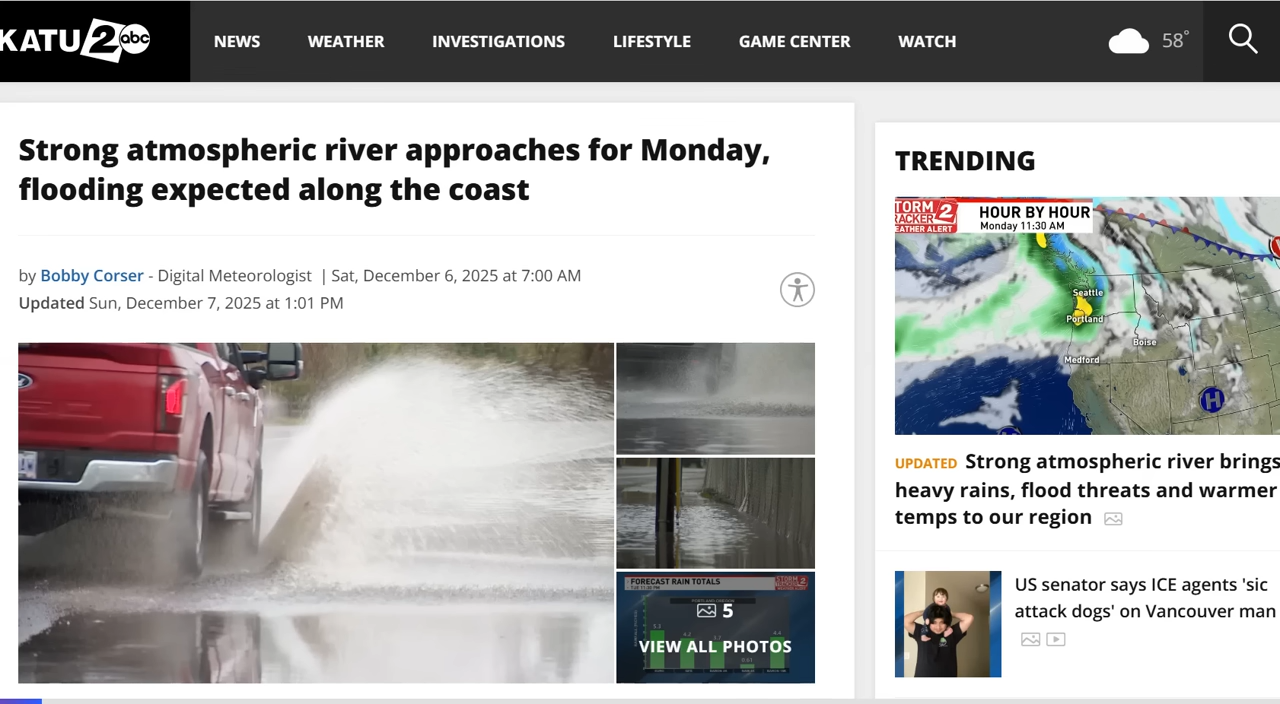 KATU 2 abc
NEWS
WEATHER
INVESTIGATIONS
LIFESTYLE
GAME CENTER
WATCH
58°
Strong atmospheric river approaches for Monday,
flooding expected along the coast
by Bobby Corser - Digital Meteorologist | Sat, December 6, 2025 at 7:00 AM
Updated Sun, December 7, 2025 at 1:01 PM
FORECAST RAIN TOTALS
5
VIEW ALL PHOTOS
TRENDING
HOUR BY HOUR
Monday 11:30 AM
Seattle
Portland
Boise
Medford
H
UPDATED Strong atmospheric river brings
heavy rains, flood threats and warmer
temps to our region
US senator says ICE agents 'sic
attack dogs' on Vancouver man